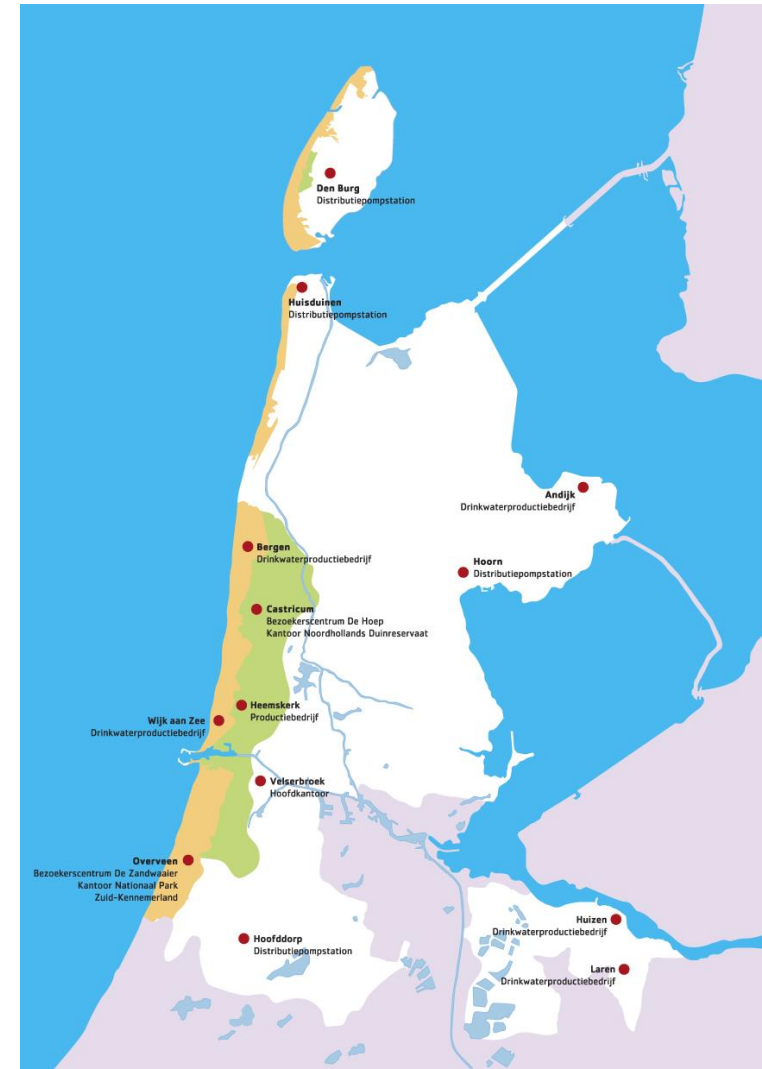 Den Burg
Distributiepompstation
Huisduinen
Distributiepompstation
Andijk
Drinkwaterproductiebedrijf
Bergen
Drinkwaterproductiebedrijf
Hoorn
Distributiepompstation
Castricum
Bezoekerscentrum De Hoep
Kantoor Noordhollands Duinreservaat
Heemskerk
Productiebedrijf
Wijk aan Zee
Drinkwaterproductiebedrijf
Velserbroek
Hoofdkantoor
Overveen
Bezoekerscentrum De Zandwaaier
Kantoor Nationaal Park
Zuid-Kennemerland
Hoofddorp
Distributiepompstation
Huizen
Drinkwaterproductiebedrijf
Laren
Drinkwaterproductiebedrijf